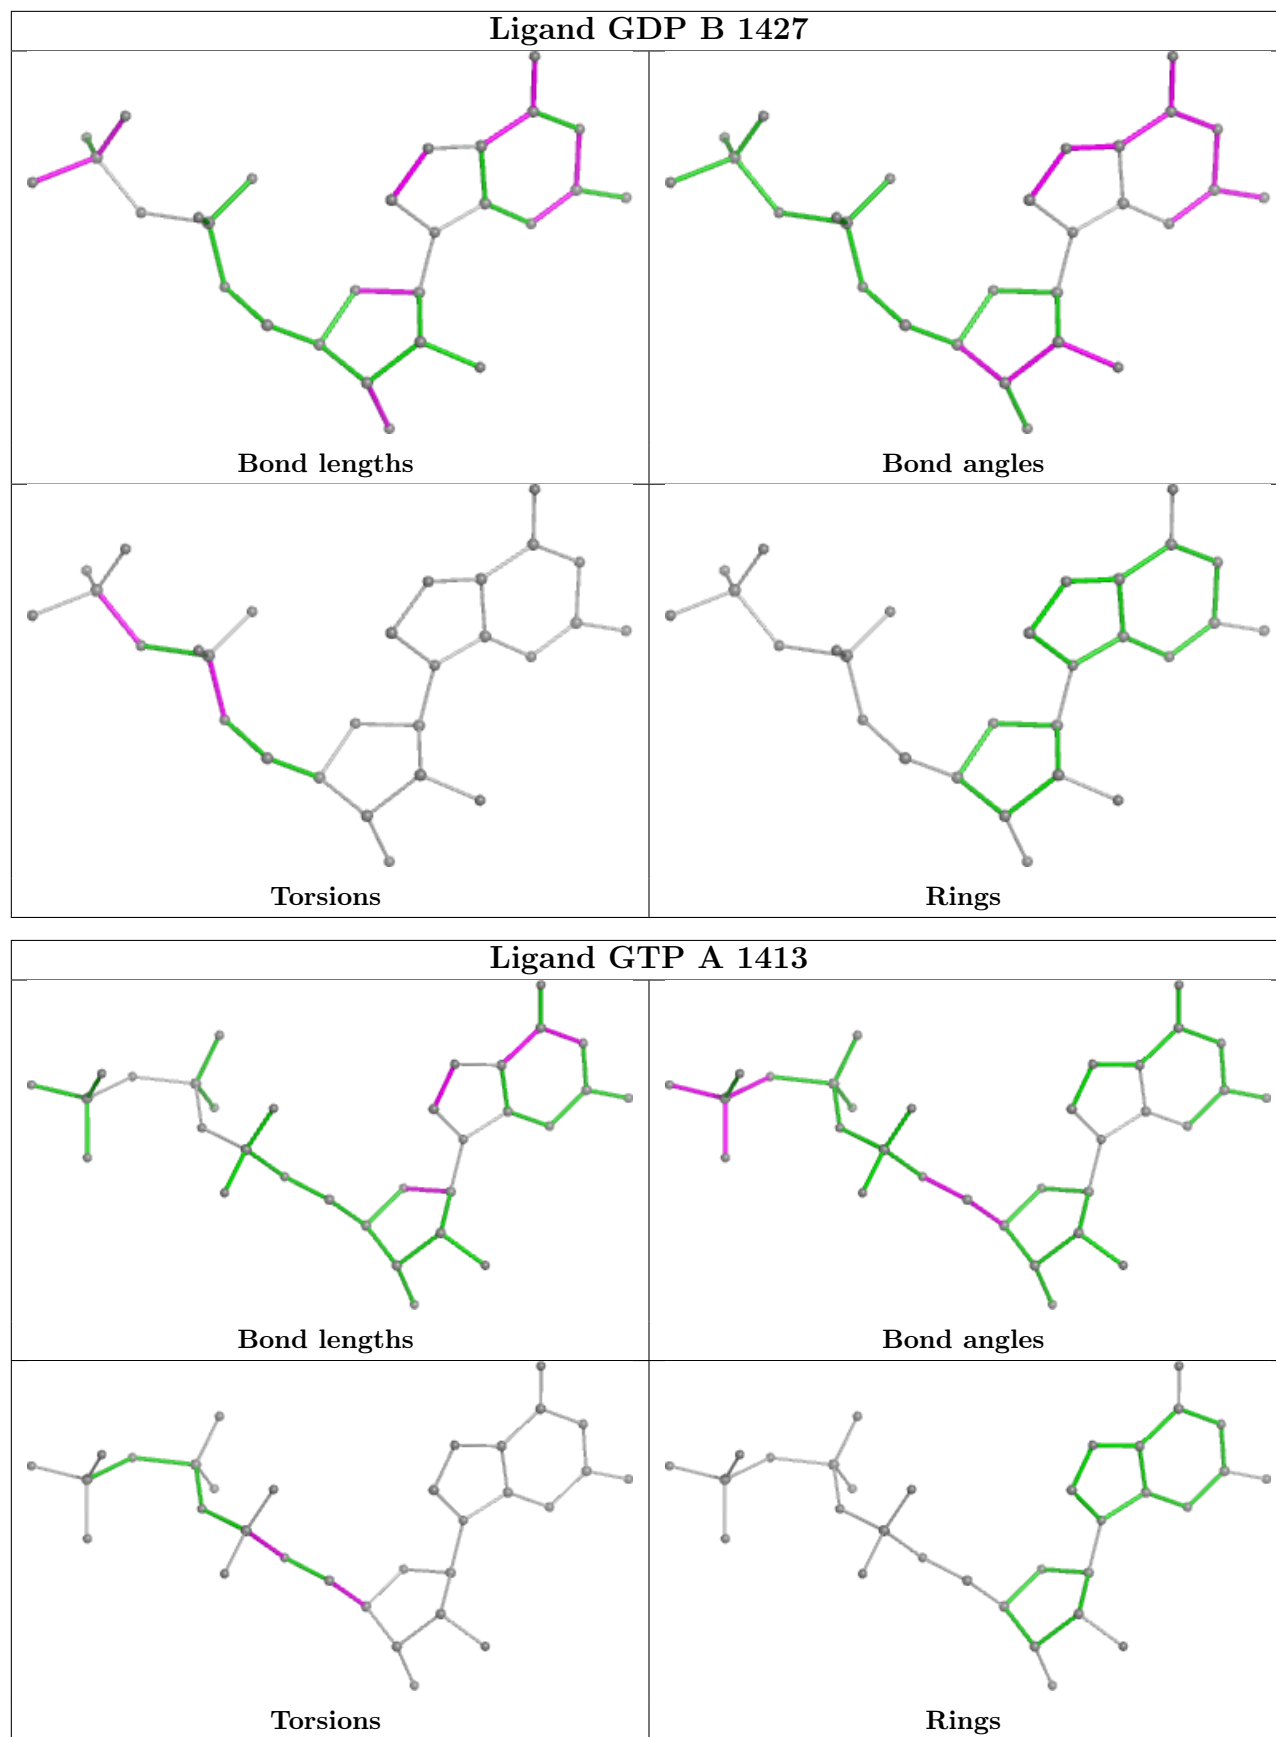 Ligand GDP B 1427
Bond lengths
Bond angles
Torsions
Rings
Ligand GTP A 1413
Bond lengths
Bond angles
Torsions
Rings